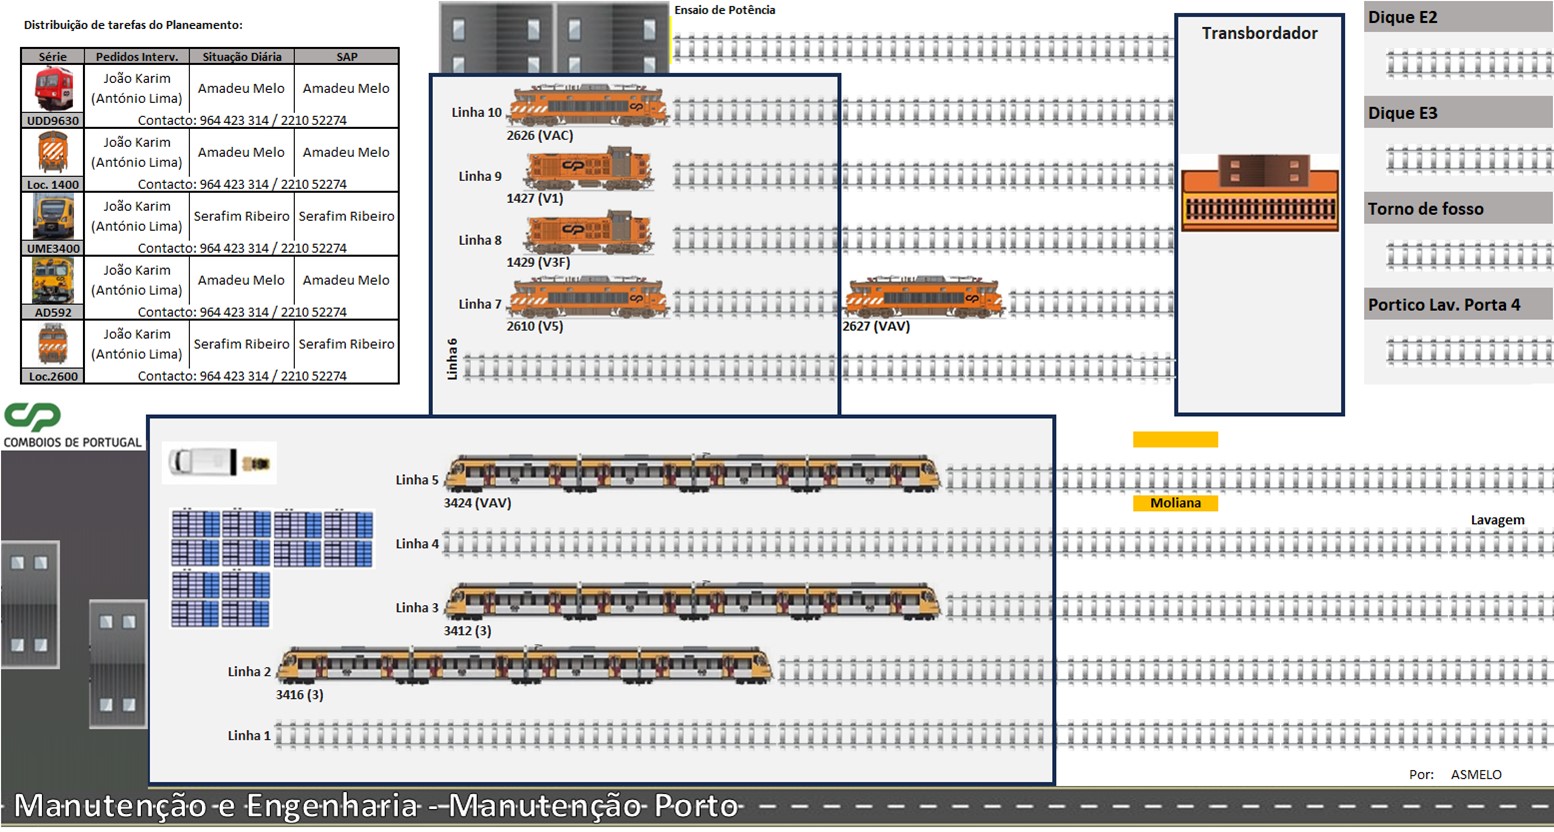 Distribuição de tarefas do Planeamento:
Série Pedidos Interv. Situação Diária SAP
João Karim
(António Lima)
Amadeu Melo Amadeu Melo
UDD9630 Contacto: 964 423 314 / 2210 52274
João Karim
(António Lima)
Amadeu Melo Amadeu Melo
Loc. 1400 Contacto: 964 423 314 / 2210 52274
João Karim
(António Lima)
Serafim Ribeiro Serafim Ribeiro
UME3400 Contacto: 964 423 314 / 2210 52274
João Karim
(António Lima)
Amadeu Melo Amadeu Melo
AD592 Contacto: 964 423 314 / 2210 52274
João Karim
(António Lima)
Serafim Ribeiro Serafim Ribeiro
Loc.2600 Contacto: 964 423 314 / 2210 52274
CP
COMBOIOS DE PORTUGAL
Ensaio de Potência
Linha 10
2626 (VAC)
Linha 9
1427 (V1)
Linha 8
1429 (V3F)
Linha 7
2610 (V5)
2627 (VAV)
Linha 6
Transbordador
Dique E2
Dique E3
Torno de fosso
Portico Lav. Porta 4
Linha 5
3424 (VAV)
Moliana
Lavagem
Linha 4
Linha 3
3412 (3)
Linha 2
3416 (3)
Linha 1
Por: ASMELO
Manutenção e Engenharia - Manutenção Porto